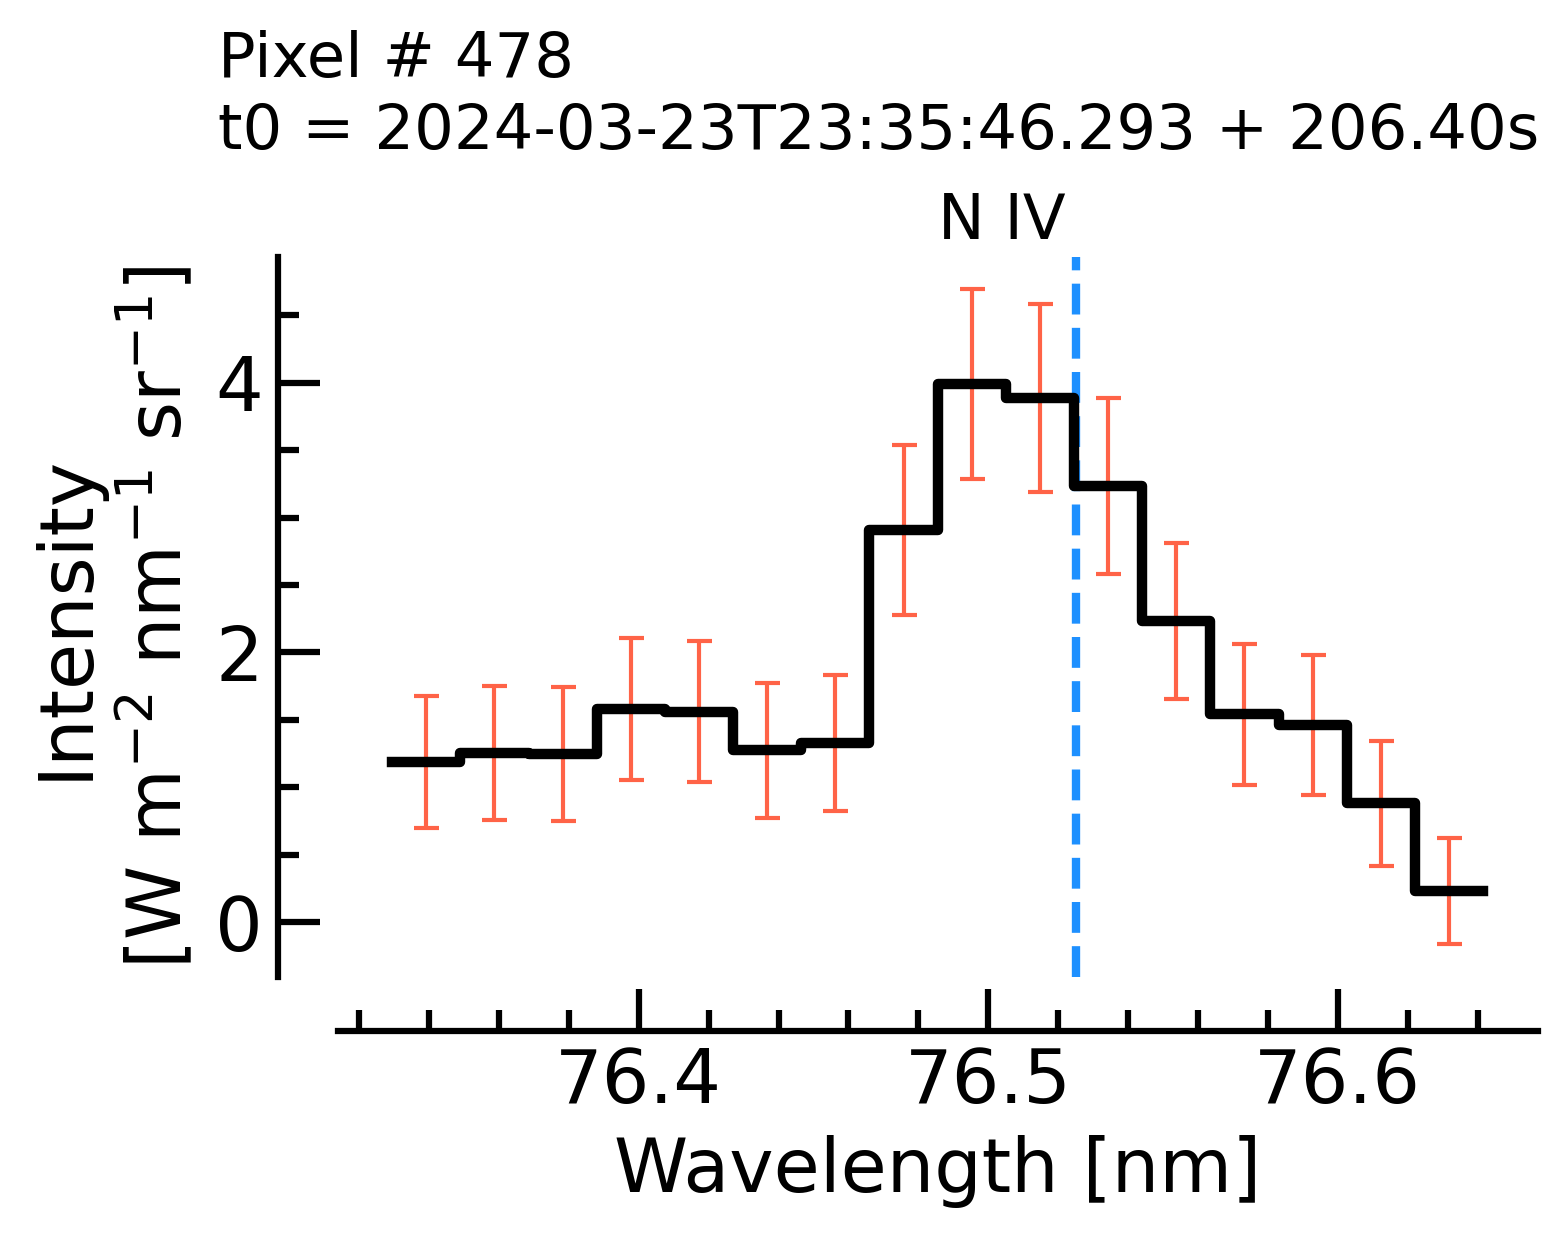 Pixel # 478
t0 = 2024-03-23T23:35:46.293 + 206.40s
N IV
Intensity
[W m⁻² nm⁻¹ sr⁻¹]
4
2
0
76.4 76.5 76.6
Wavelength [nm]